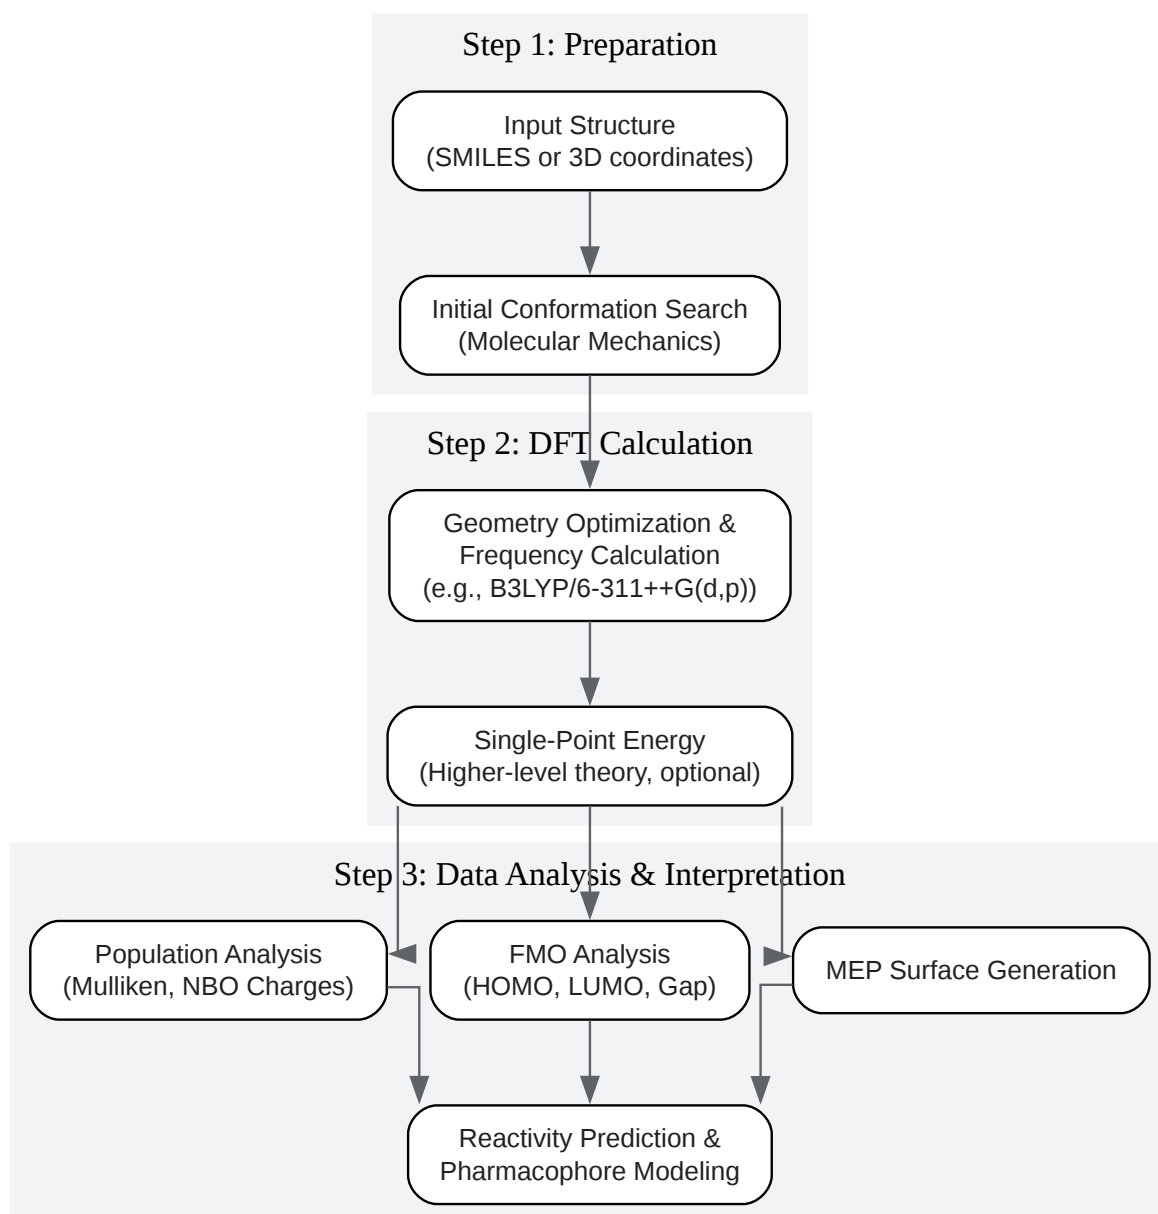 Step 1: Preparation
Input Structure
(SMILES or 3D coordinates)
Initial Conformation Search
(Molecular Mechanics)
Step 2: DFT Calculation
Geometry Optimization &
Frequency Calculation
(e.g., B3LYP/6-311++G(d,p))
Single-Point Energy
(Higher-level theory, optional)
Step 3: Data Analysis & Interpretation
Population Analysis
(Mulliken, NBO Charges)
FMO Analysis
(HOMO, LUMO, Gap)
MEP Surface Generation
Reactivity Prediction &
Pharmacophore Modeling